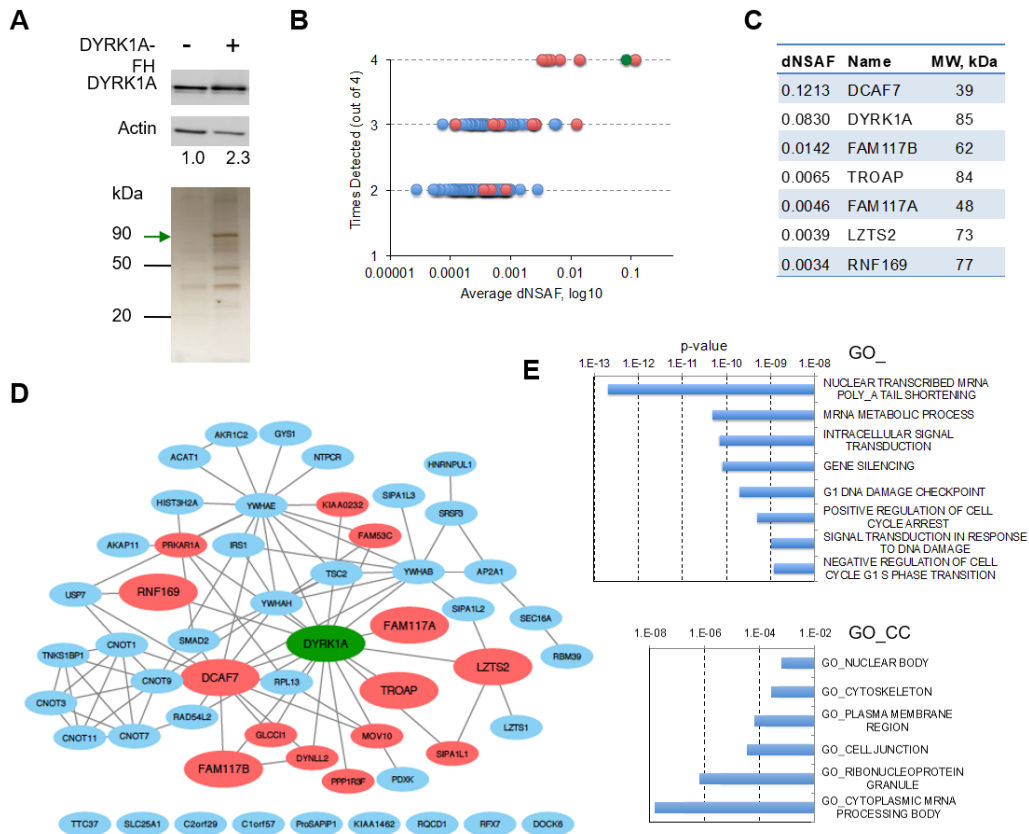 A
DYRK1A-
FH
-
+
DYRK1A
Actin
1.0
2.3
kDa
90
50
20
B
Times Detected (out of 4)
4
3
2
1
0.00001
0.0001
0.001
0.01
0.1
Average dNSAF, log10
C
dNSAF Name MW, kDa
0.1213 DCAF7 39
0.0830 DYRK1A 85
0.0142 FAM117B 62
0.0065 TROAP 84
0.0046 FAM117A 48
0.0039 LZTS2 73
0.0034 RNF169 77
D
AKR1C2
GYS1
ACAT1
NTPCR
HNRNPUL1
HIST3H2A
YWHAE
KIAA0232
SIPA1L3
SRSF3
FAM53C
AKAP11
PRKAR1A
IRS1
TSC2
YWHAB
AP2A1
USP7
RNF169
YWHAH
SIPA1L2
FAM117A
SEC16A
SMAD2
DYRK1A
RBM39
TNKS1BP1
CNOT1
LZTS2
CNOT9
DCAF7
RPL13
TROAP
CNOT3
RAD54L2
LZTS1
CNOT11
CNOT7
GLCCI1
MOV10
SIPA1L1
FAM117B
DYNLL2
PPP1R3F
PDXK
TTC37
SLC25A1
C2orf29
C1orf57
ProSAPiP1
KIAA1462
RQCD1
RFX7
DOCK6
E
p-value
GO_
1.E-13
1.E-12
1.E-11
1.E-10
1.E-09
1.E-08
NUCLEAR TRANSCRIBED MRNA
POLY_A TAIL SHORTENING
MRNA METABOLIC PROCESS
INTRACELLULAR SIGNAL
TRANSDUCTION
GENE SILENCING
G1 DNA DAMAGE CHECKPOINT
POSITIVE REGULATION OF CELL
CYCLE ARREST
SIGNAL TRANSDUCTION IN RESPONSE
TO DNA DAMAGE
NEGATIVE REGULATION OF CELL
CYCLE G1 S PHASE TRANSITION
1.E-08
1.E-06
1.E-04
1.E-02
GO_CC
GO_NUCLEAR BODY
GO_CYTOSKELETON
GO_PLASMA MEMBRANE
REGION
GO_CELL JUNCTION
GO_RIBONUCLEOPROTEIN
GRANULE
GO_CYTOPLASMIC MRNA
PROCESSING BODY